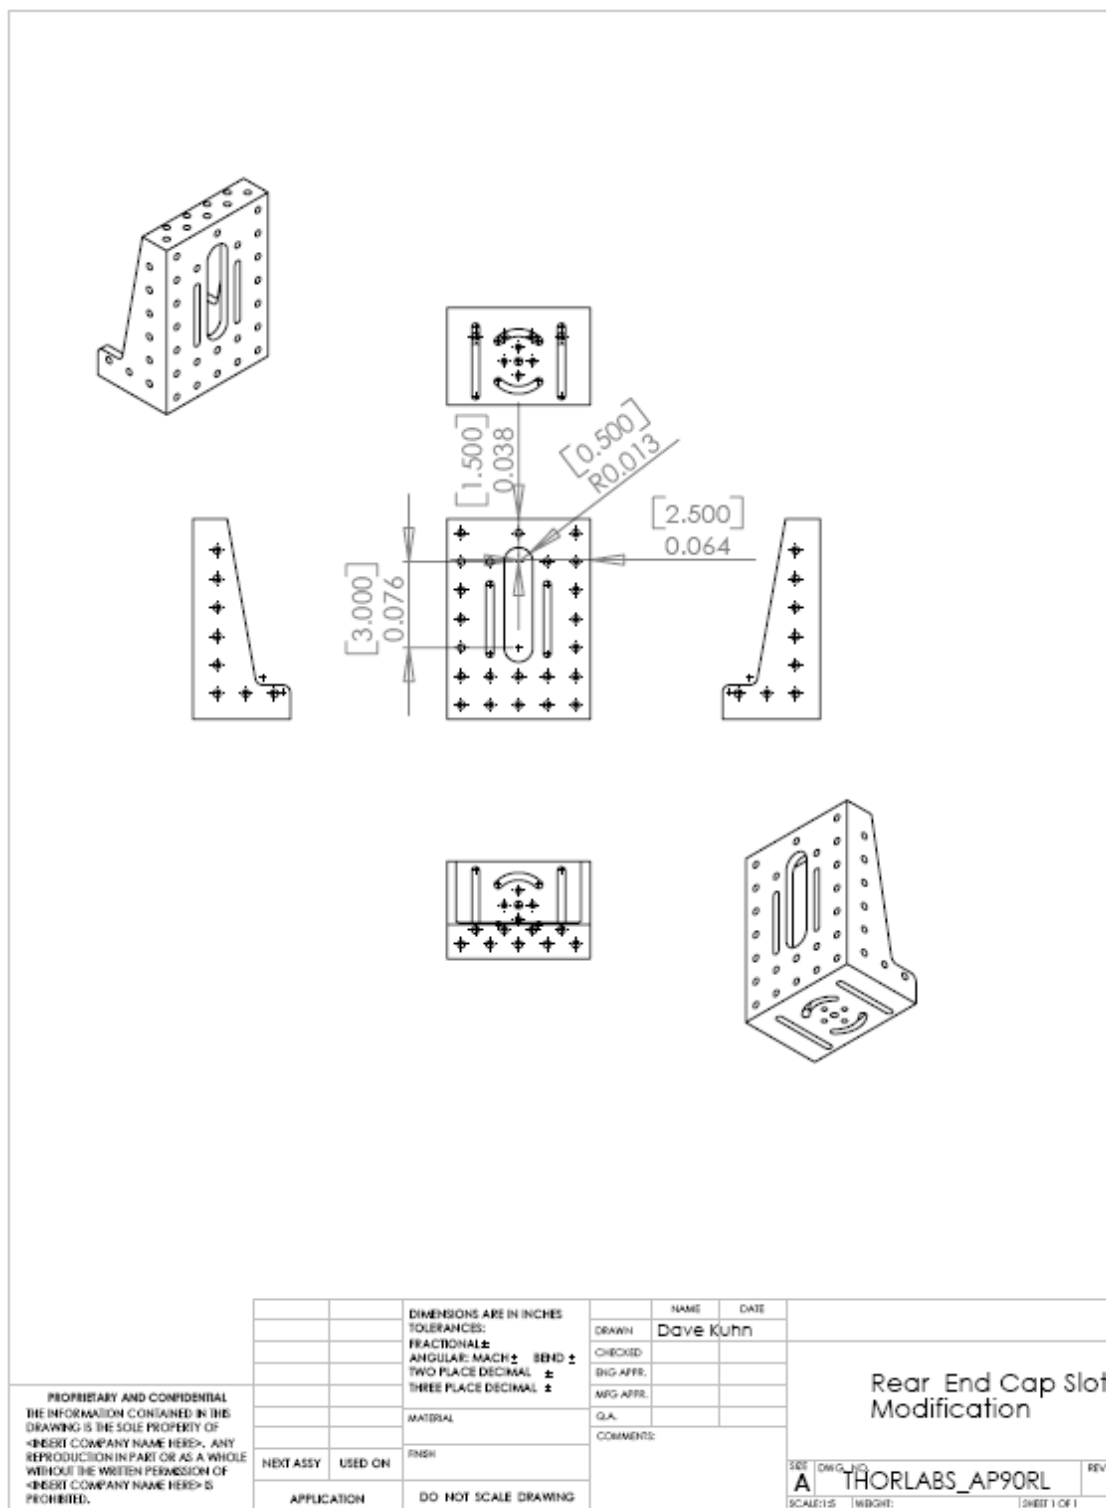 [1.500]
0.038
[0.500]
R0.013
[2.500]
0.064
[3.000]
0.076
PROPRIETARY AND CONFIDENTIAL
THE INFORMATION CONTAINED IN THIS
DRAWING IS THE SOLE PROPERTY OF
<INSERT COMPANY NAME HERE>. ANY
REPRODUCTION IN PART OR AS A WHOLE
WITHOUT THE WRITTEN PERMISSION OF
<INSERT COMPANY NAME HERE> IS
PROHIBITED.
NEXT ASSY
USED ON
APPLICATION
DIMENSIONS ARE IN INCHES
TOLERANCES:
FRACTIONAL±
ANGULAR: MACH± BEND ±
TWO PLACE DECIMAL ±
THREE PLACE DECIMAL ±
MATERIAL
FINISH
DO NOT SCALE DRAWING
NAME
DATE
DRAWN
Dave Kuhn
CHECKED
ENG APPR.
MFG APPR.
Q.A.
COMMENTS:
Rear End Cap Slot
Modification
SIZE
A
DWG. NO.
THORLABS_AP90RL
REV
SCALE:1:5
WEIGHT:
SHEET 1 OF 1